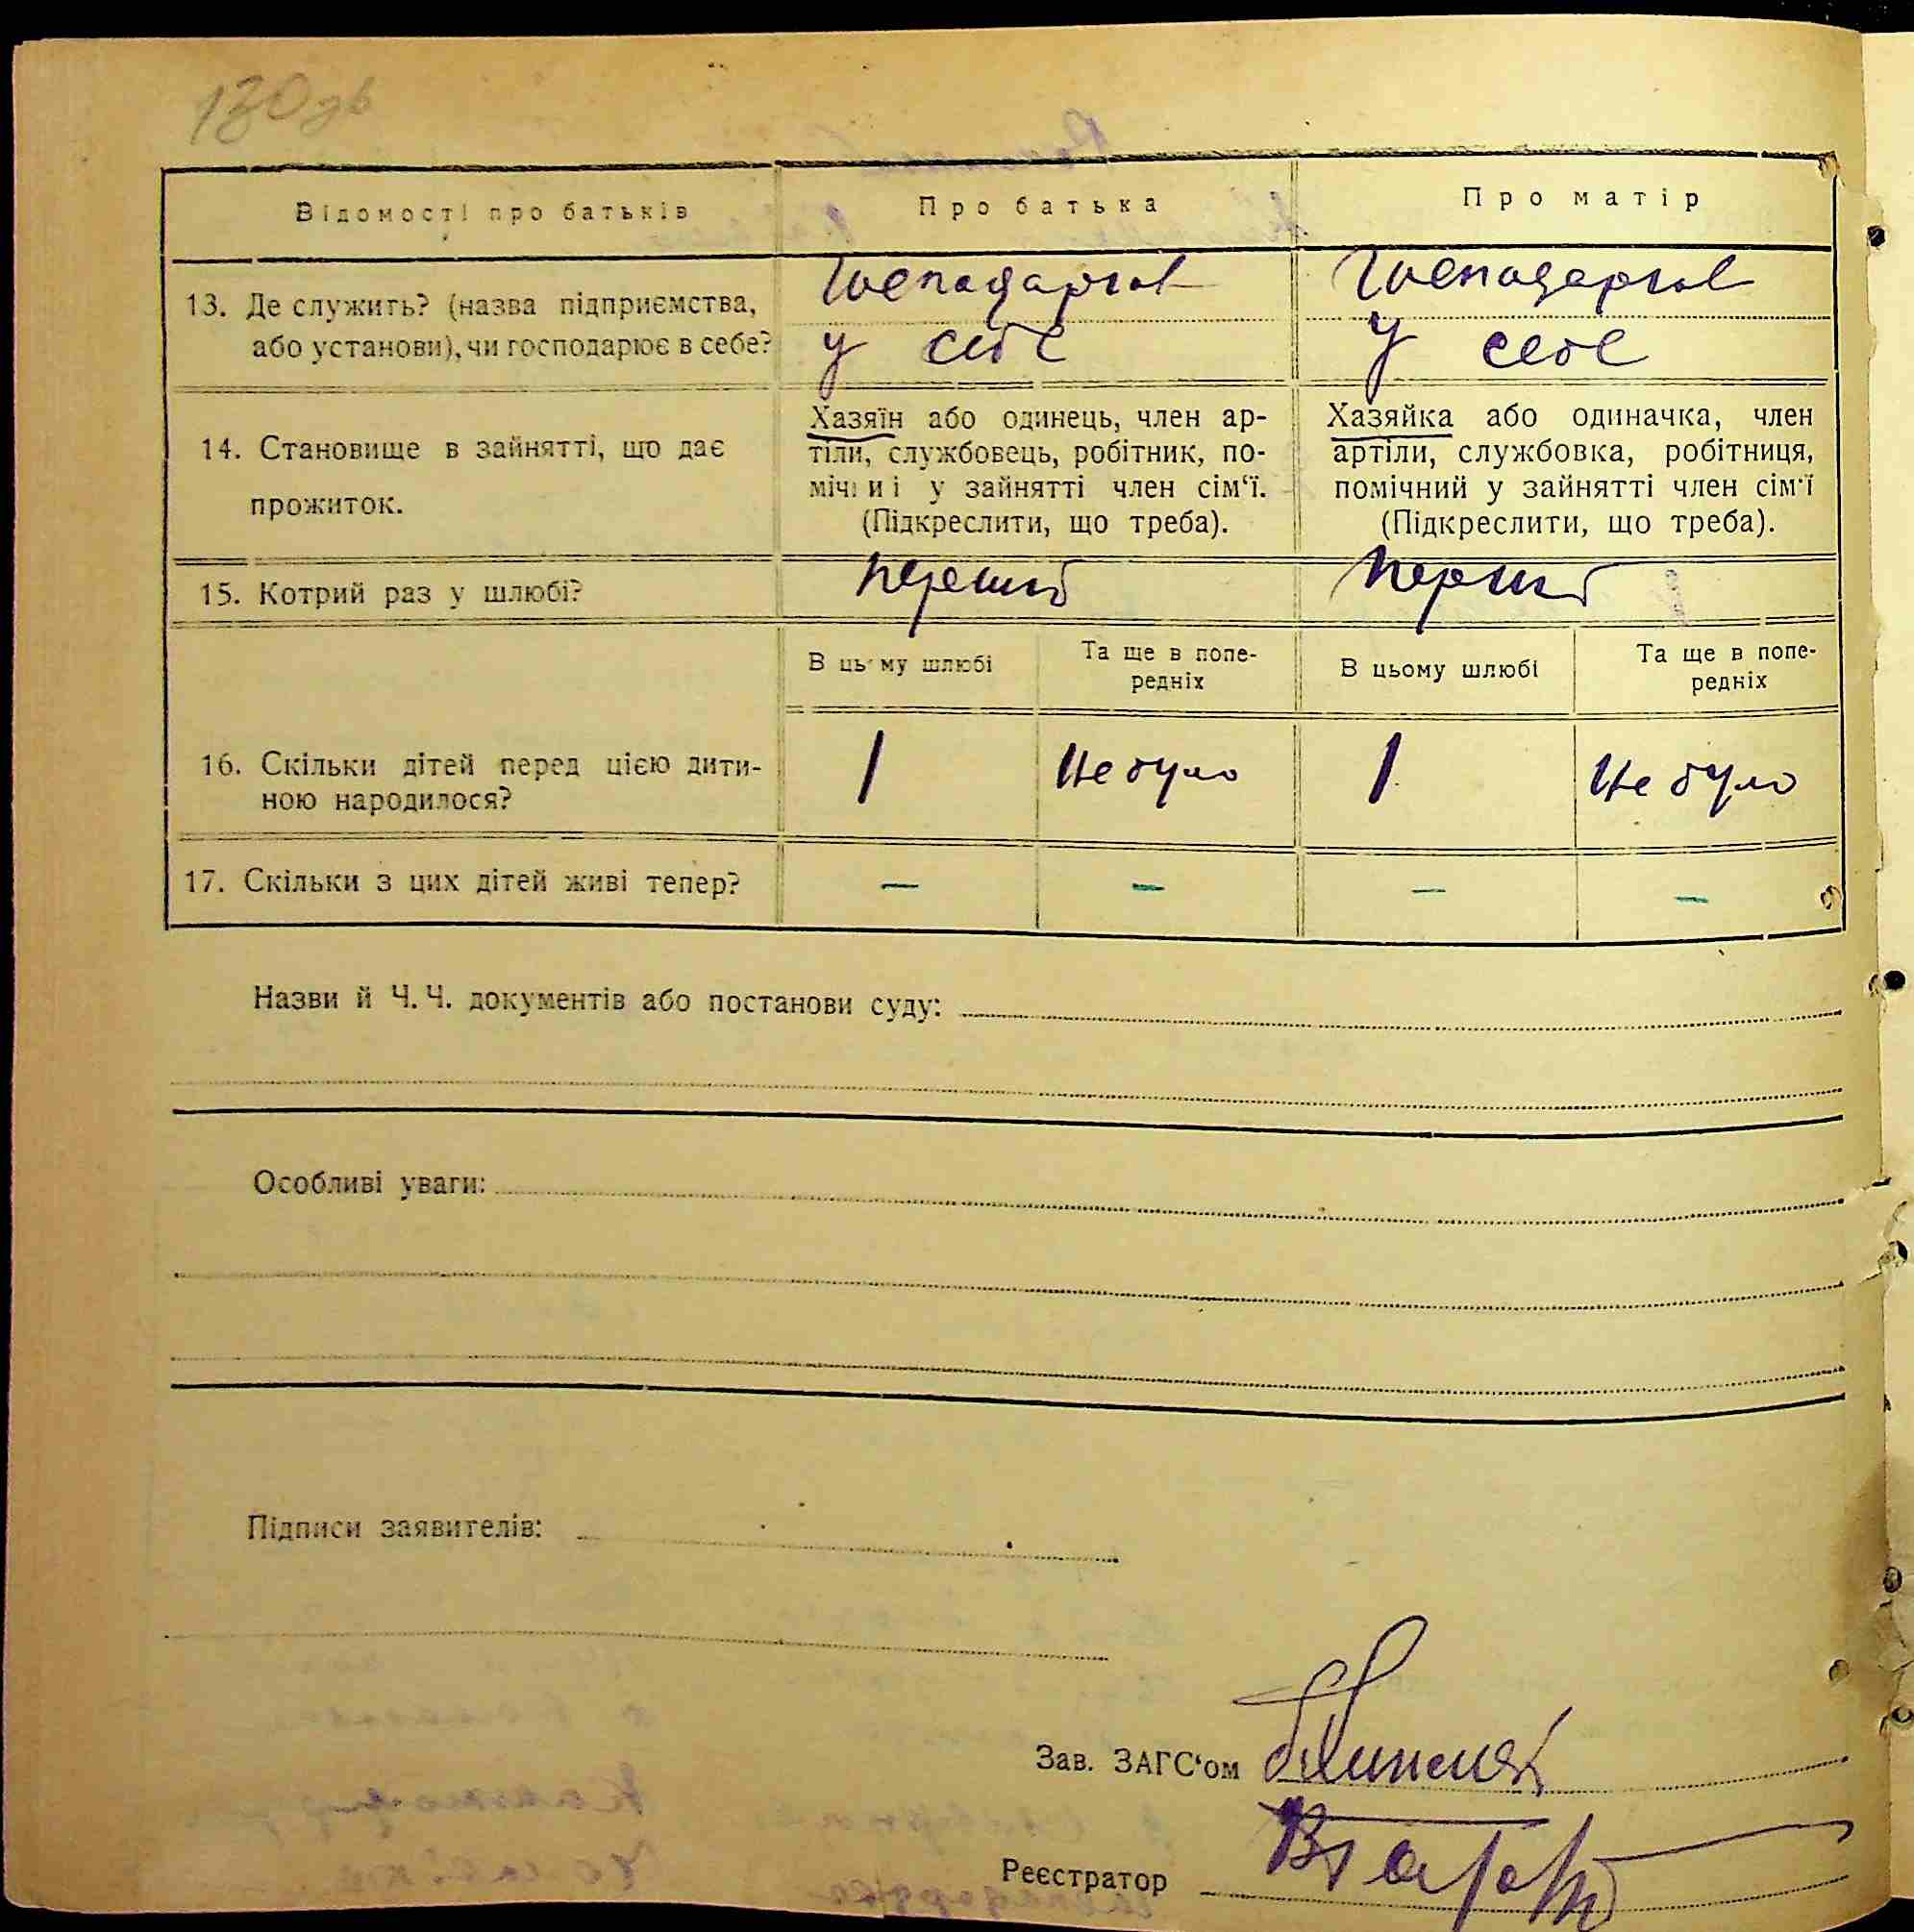 130зв
Відомості про батьків
Про батька
Про матір
13. Де служить? (назва підприємства,
або установи), чи господарює в себе?
Господарює
у себе
Господарює
у себе
14. Становище в зайнятті, що дає
прожиток.
Хазяїн або одинець, член ар-
тіли, службовець, робітник, по-
мічний у зайнятті член сім'ї.
(Підкреслити, що треба).
Хазяйка або одиначка, член
артіли, службовка, робітниця,
помічний у зайнятті член сім'ї
(Підкреслити, що треба).
15. Котрий раз у шлюбі?
перший
перший
В цьому шлюбі
Та ще в попе-
редніх
В цьому шлюбі
Та ще в попе-
редніх
16. Скільки дітей перед цією дити-
ною народилося?
1
Не було
1
Не було
17. Скільки з цих дітей живі тепер?
—
—
—
—
Назви й Ч. Ч. документів або постанови суду:
Особливі уваги:
Підписи заявителів:
Зав. ЗАГС'ом
Реєстратор